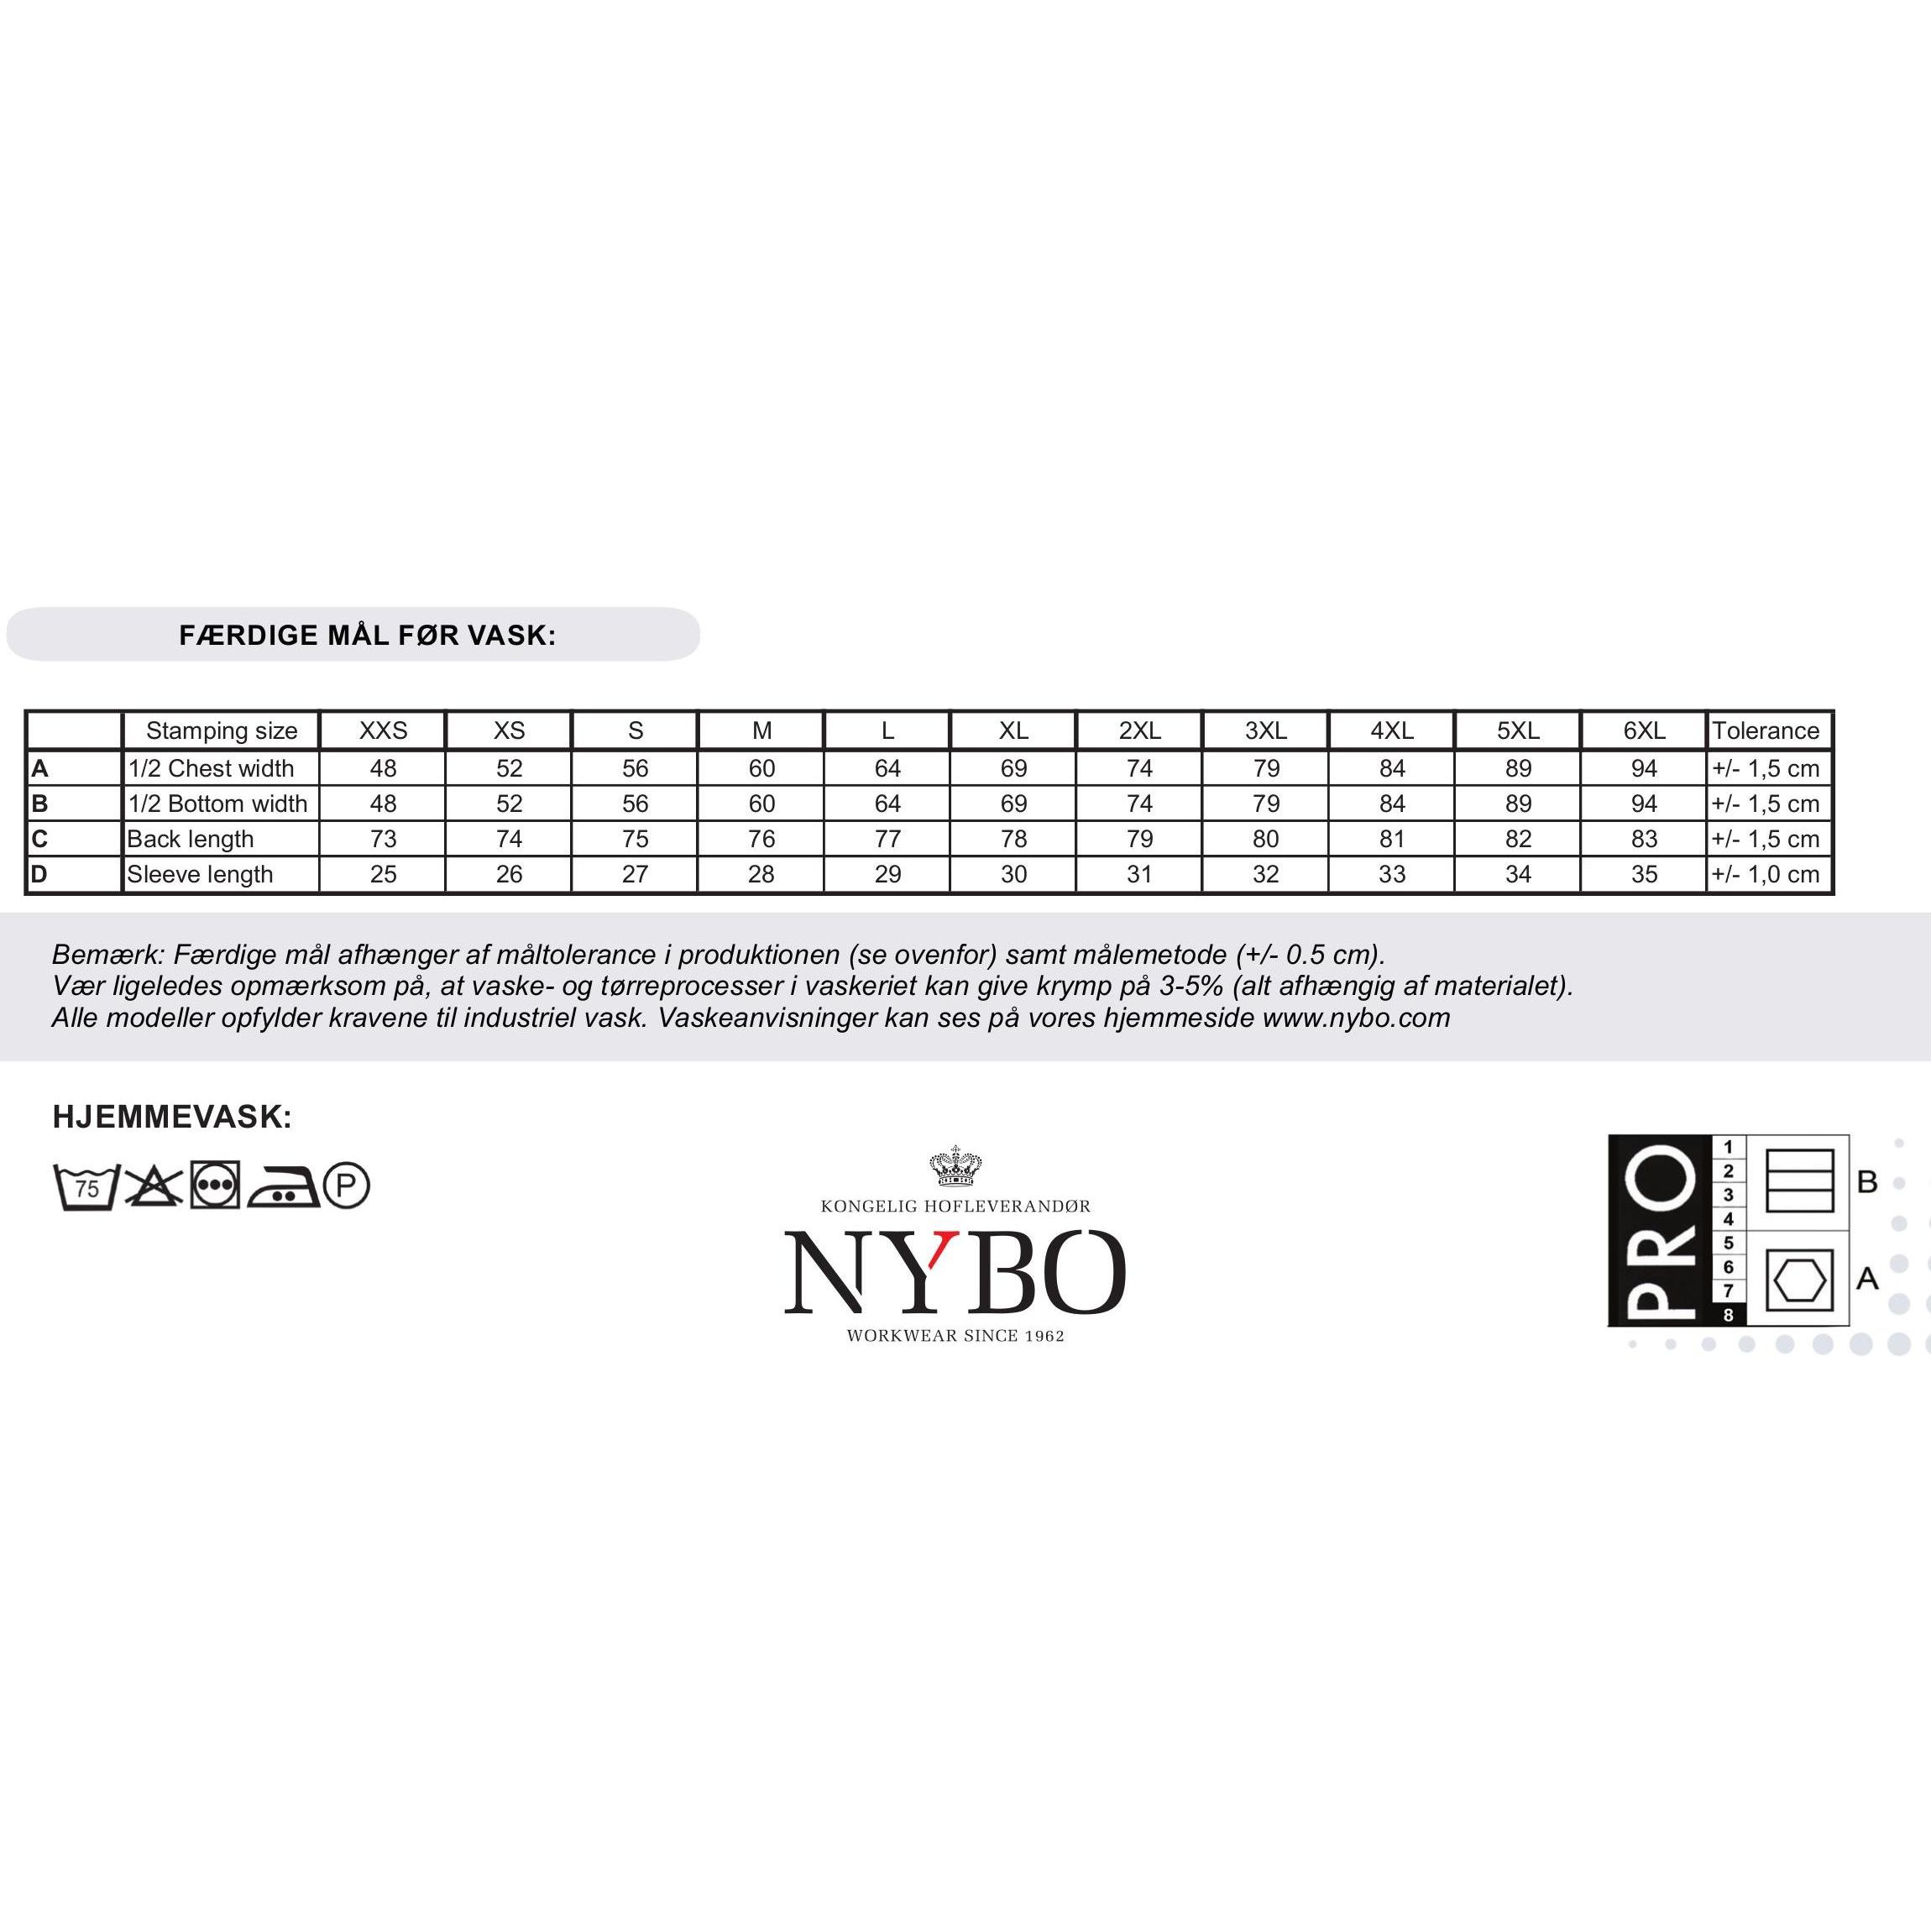 FÆRDIGE MÅL FØR VASK:
Stamping size XXS XS S M L XL 2XL 3XL 4XL 5XL 6XL Tolerance
A 1/2 Chest width 48 52 56 60 64 69 74 79 84 89 94 +/- 1,5 cm
B 1/2 Bottom width 48 52 56 60 64 69 74 79 84 89 94 +/- 1,5 cm
C Back length 73 74 75 76 77 78 79 80 81 82 83 +/- 1,5 cm
D Sleeve length 25 26 27 28 29 30 31 32 33 34 35 +/- 1,0 cm
Bemærk: Færdige mål afhænger af måltolerance i produktionen (se ovenfor) samt målemetode (+/- 0.5 cm).
Vær ligeledes opmærksom på, at vaske- og tørreprocesser i vaskeriet kan give krymp på 3-5% (alt afhængig af materialet).
Alle modeller opfylder kravene til industriel vask. Vaskeanvisninger kan ses på vores hjemmeside www.nybo.com
HJEMMEVASK:
75 P
KONGELIG HOFLEVERANDØR
NYBO
WORKWEAR SINCE 1962
PRO
1
2
3
4
5
6
7
8
B
A